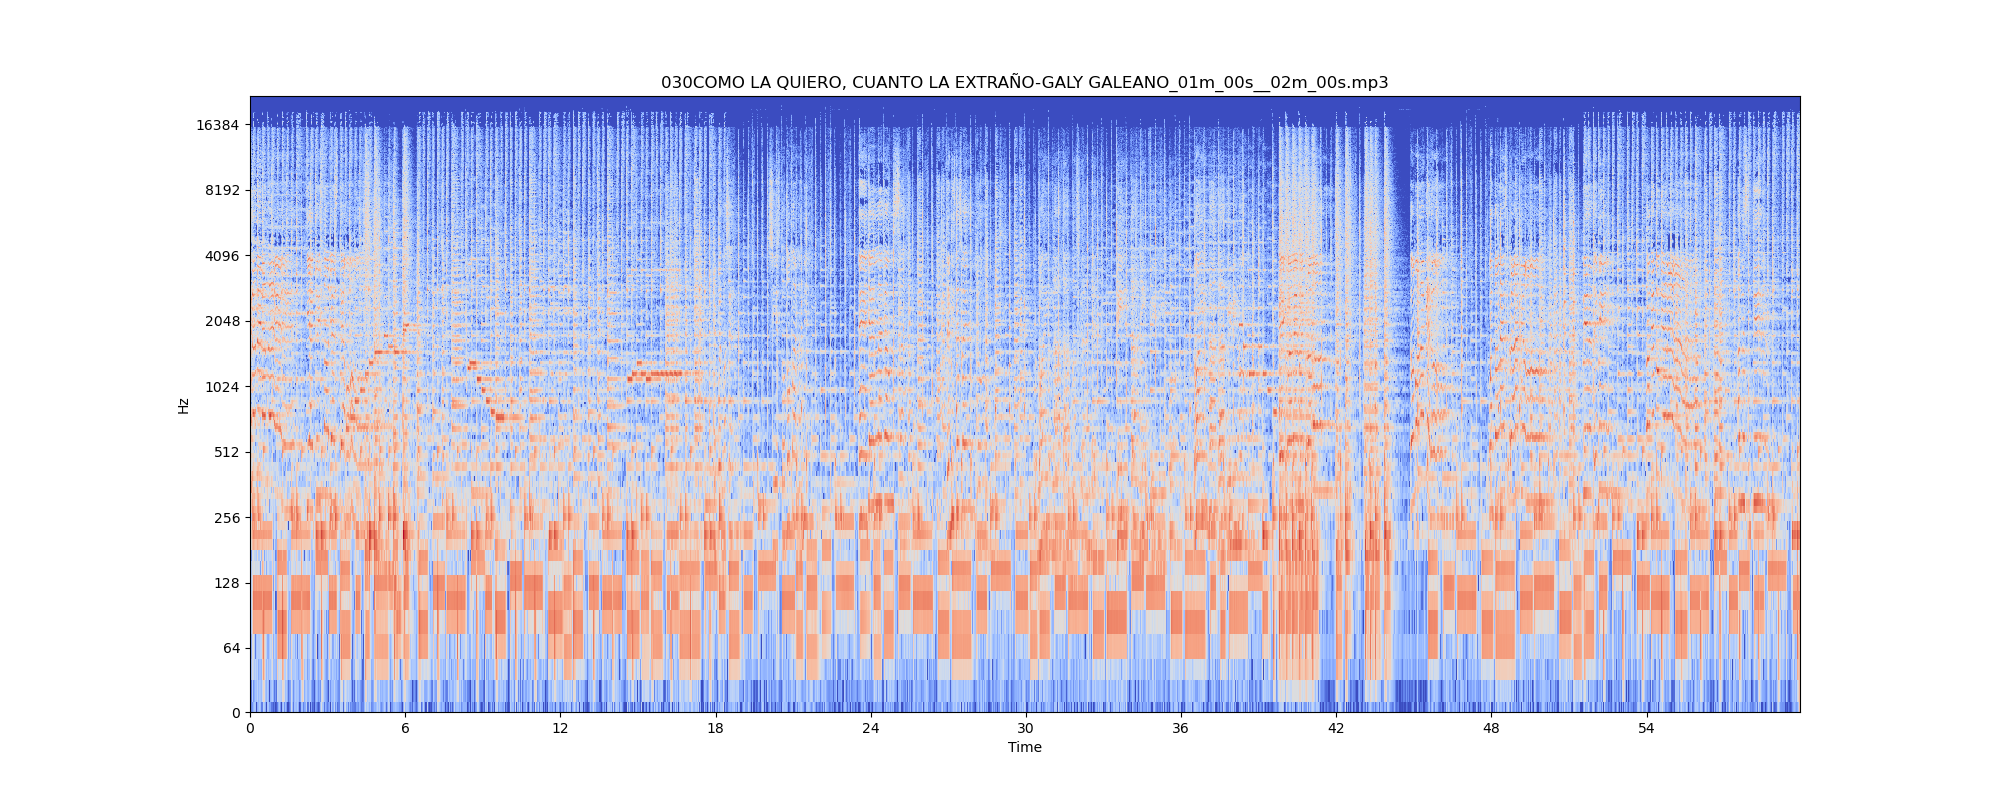 030COMO LA QUIERO, CUANTO LA EXTRAÑO-GALY GALEANO_01m_00s__02m_00s.mp3
16384
8192
4096
2048
1024
512
256
128
64
0
Hz
0 6 12 18 24 30 36 42 48 54
Time